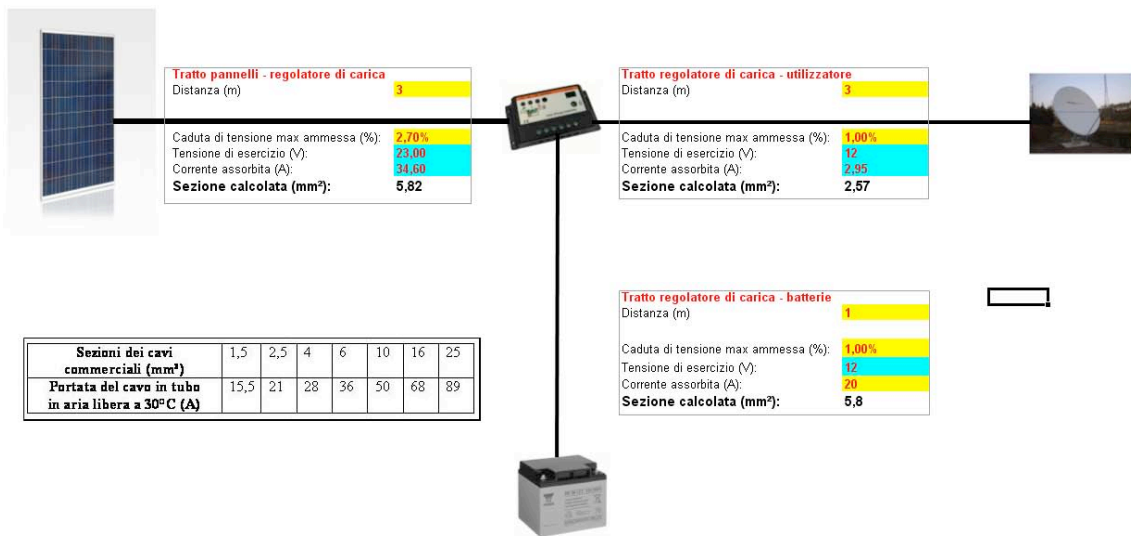 Tratto pannelli - regolatore di carica
Distanza (m) 3
Caduta di tensione max ammessa (%): 2,70%
Tensione di esercizio (V): 23,00
Corrente assorbita (A): 34,60
Sezione calcolata (mm²): 5,82
Tratto regolatore di carica - utilizzatore
Distanza (m) 3
Caduta di tensione max ammessa (%): 1,00%
Tensione di esercizio (V): 12
Corrente assorbita (A): 2,95
Sezione calcolata (mm²): 2,57
Tratto regolatore di carica - batterie
Distanza (m) 1
Caduta di tensione max ammessa (%): 1,00%
Tensione di esercizio (V): 12
Corrente assorbita (A): 20
Sezione calcolata (mm²): 5,8
Sezioni dei cavi
commerciali (mm²) 1,5 2,5 4 6 10 16 25
Portata del cavo in tubo
in aria libera a 30°C (A) 15,5 21 28 36 50 68 89